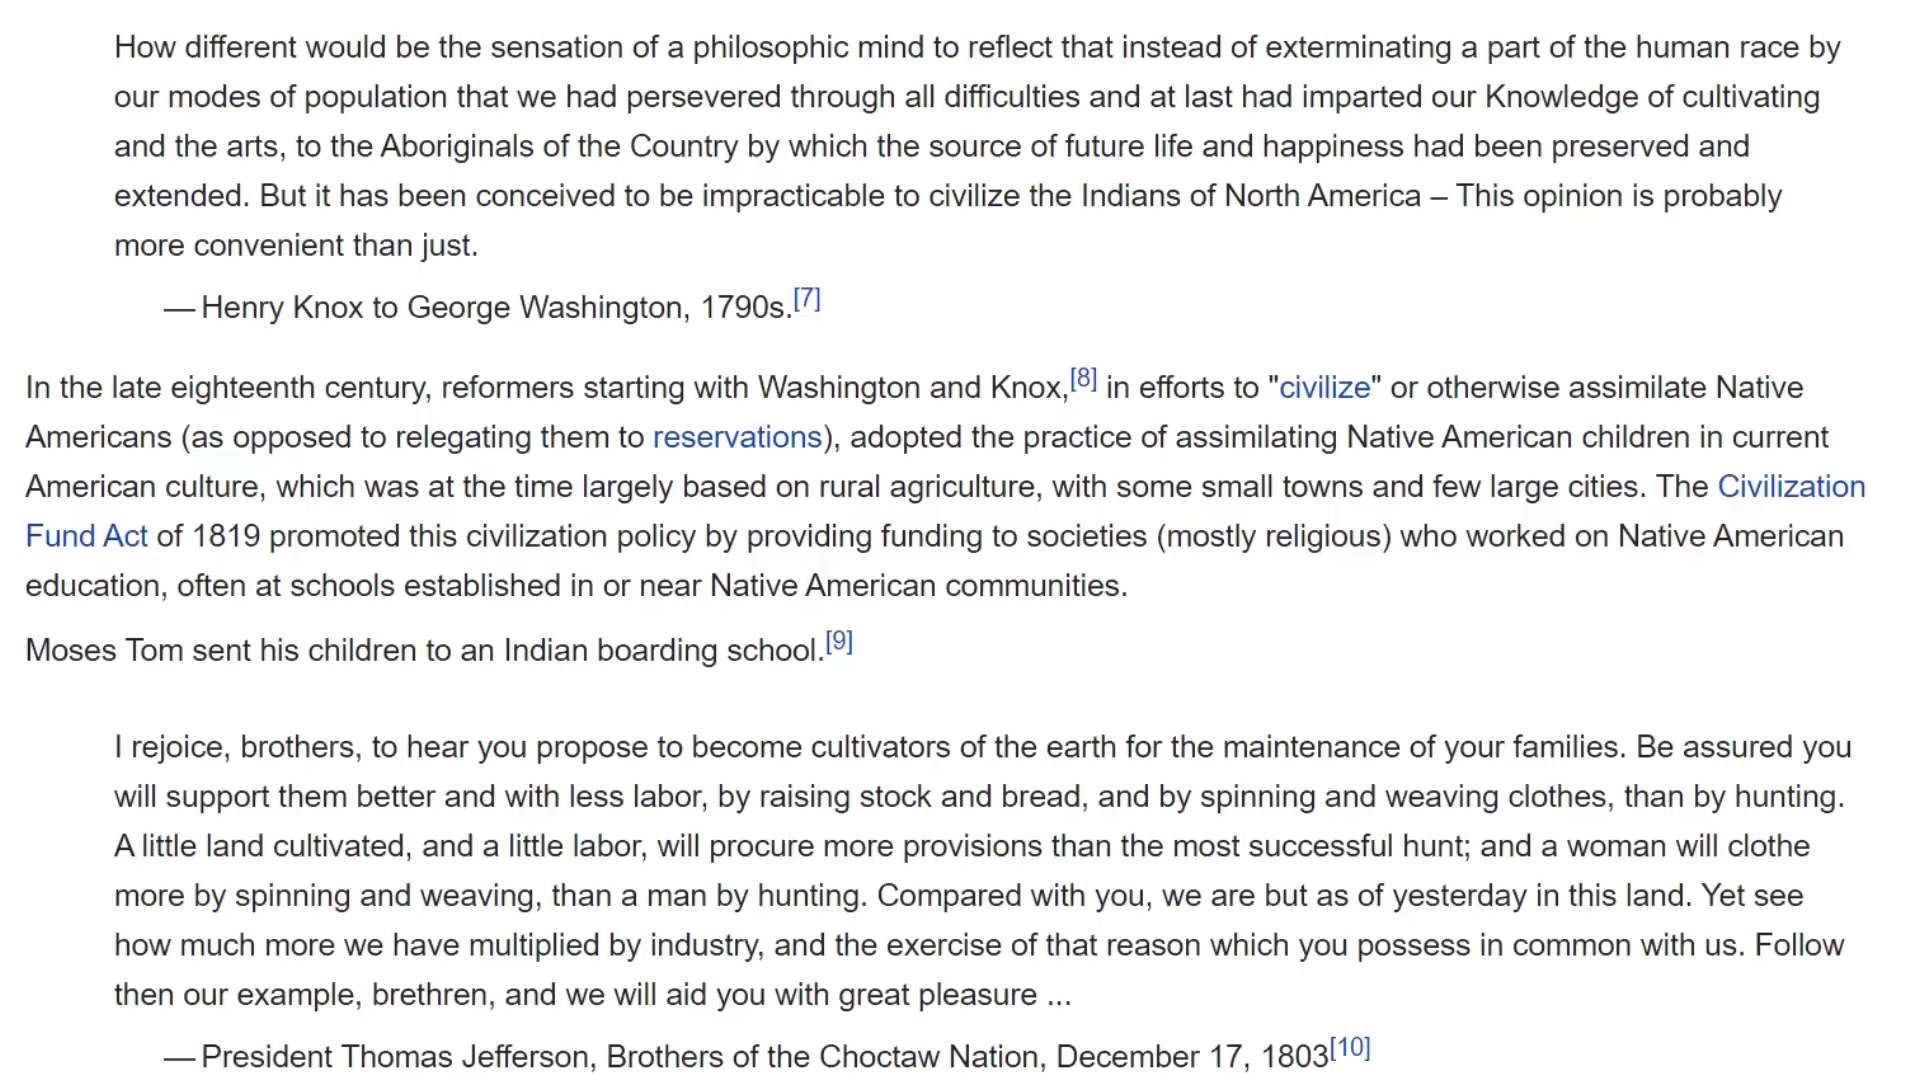 How different would be the sensation of a philosophic mind to reflect that instead of exterminating a part of the human race by
our modes of population that we had persevered through all difficulties and at last had imparted our Knowledge of cultivating
and the arts, to the Aboriginals of the Country by which the source of future life and happiness had been preserved and
extended. But it has been conceived to be impracticable to civilize the Indians of North America – This opinion is probably
more convenient than just.
— Henry Knox to George Washington, 1790s.[7]
In the late eighteenth century, reformers starting with Washington and Knox,[8] in efforts to "civilize" or otherwise assimilate Native
Americans (as opposed to relegating them to reservations), adopted the practice of assimilating Native American children in current
American culture, which was at the time largely based on rural agriculture, with some small towns and few large cities. The Civilization
Fund Act of 1819 promoted this civilization policy by providing funding to societies (mostly religious) who worked on Native American
education, often at schools established in or near Native American communities.
Moses Tom sent his children to an Indian boarding school.[9]
I rejoice, brothers, to hear you propose to become cultivators of the earth for the maintenance of your families. Be assured you
will support them better and with less labor, by raising stock and bread, and by spinning and weaving clothes, than by hunting.
A little land cultivated, and a little labor, will procure more provisions than the most successful hunt; and a woman will clothe
more by spinning and weaving, than a man by hunting. Compared with you, we are but as of yesterday in this land. Yet see
how much more we have multiplied by industry, and the exercise of that reason which you possess in common with us. Follow
then our example, brethren, and we will aid you with great pleasure ...
— President Thomas Jefferson, Brothers of the Choctaw Nation, December 17, 1803[10]